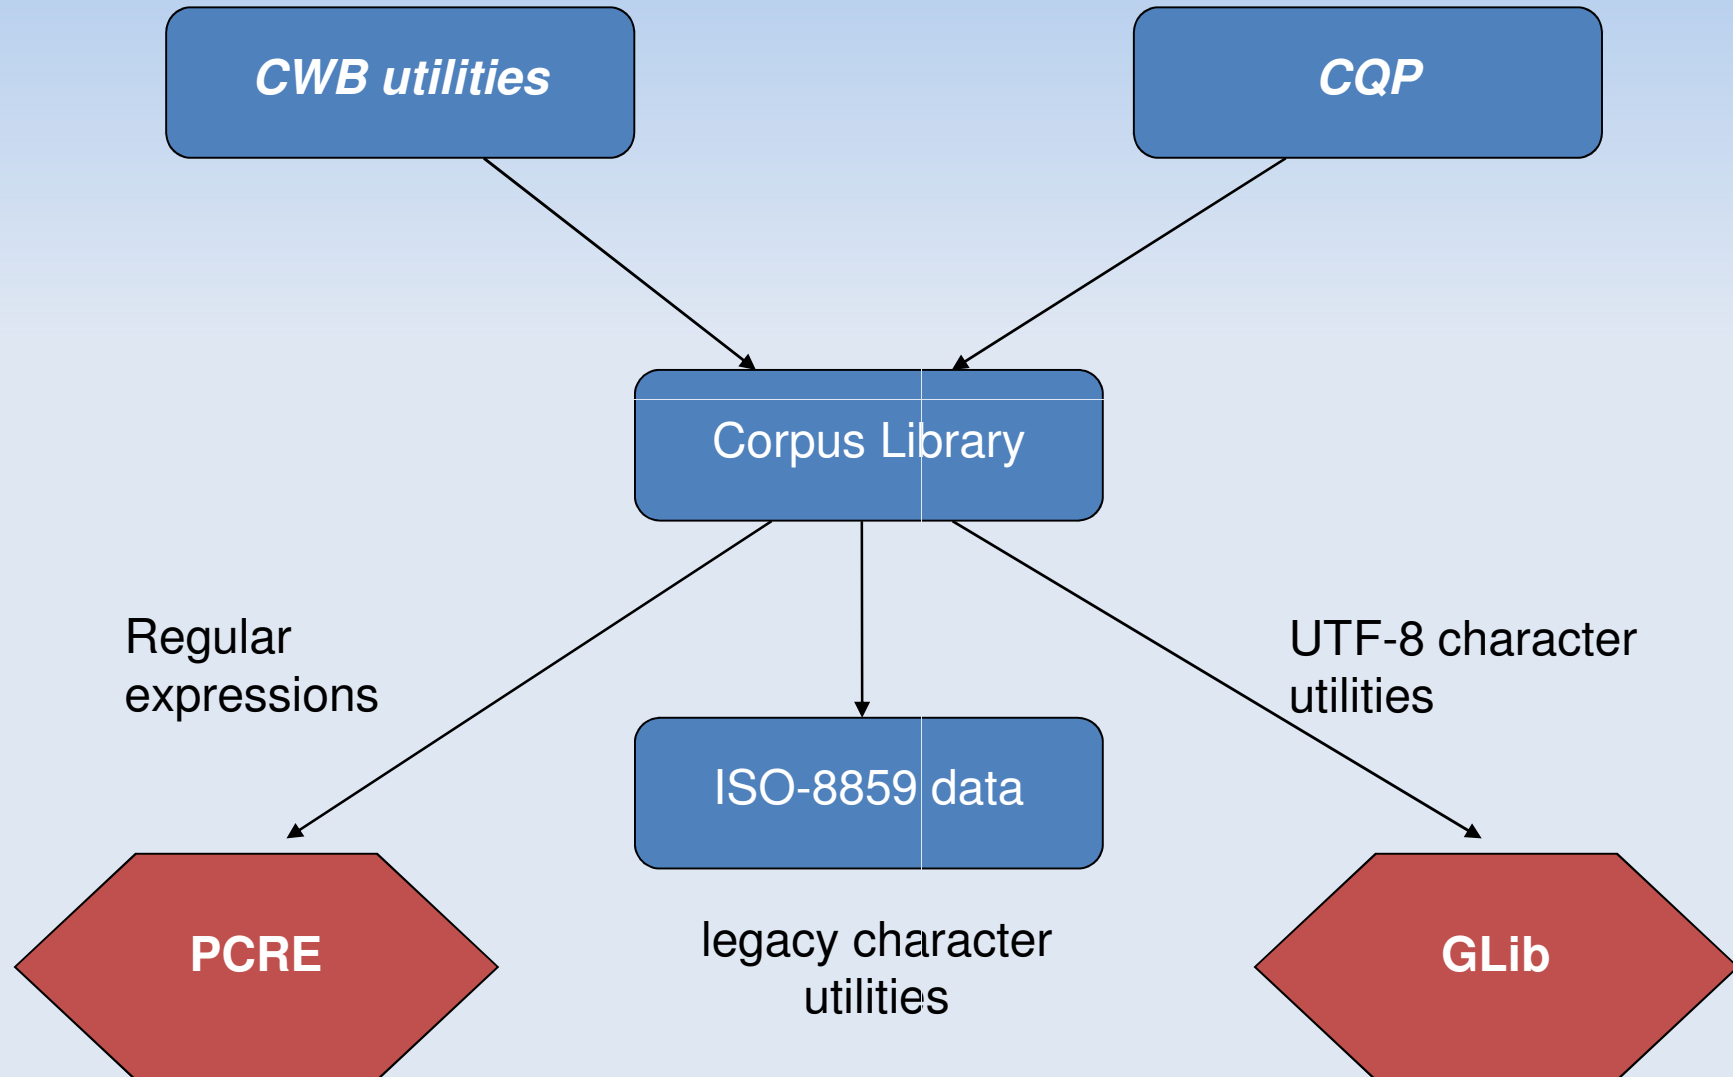 CWB utilities
CQP
Corpus Library
Regular
expressions
UTF-8 character
utilities
ISO-8859 data
PCRE
legacy character
utilities
GLib